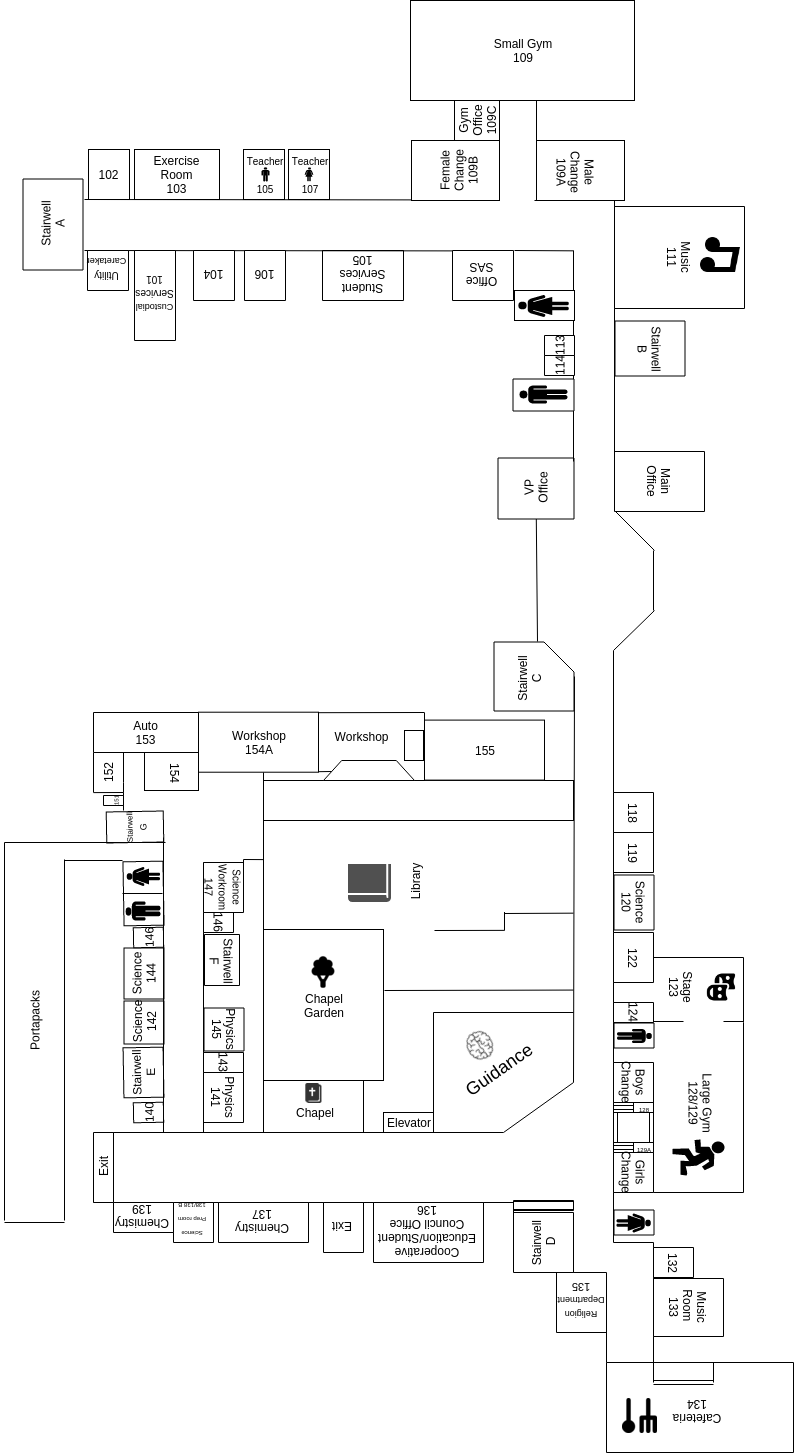 Small Gym
109
Gym
Office
109C
Female
Change
109B
Male
Change
109A
102
Exercise
Room
103
Teacher
105
Teacher
107
Stairwell
A
Utility
Caretaker
101
Services
Custodial
104
106
105
Services
Student
Office
SAS
Music
111
113
114
Stairwell
B
VP
Office
Main
Office
Stairwell
C
Auto
153
Workshop
154A
Workshop
155
152
154
151
Stairwell
G
118
119
Science
120
122
124
Stage
123
Library
Science
Workroom
147
146
Stairwell
F
146
Science
144
Science
142
Stairwell
E
140
Physics
145
143
Physics
141
Portapacks
Chapel
Garden
Chapel
Guidance
Elevator
Boys
Change
128
129A
Girls
Change
Large Gym
128/129
Exit
139
Chemistry
138/138 B
Prep room
Science
137
Chemistry
Exit
136
Council Office
Education/Student
Cooperative
Stairwell
D
135
Department
Religion
132
Music
Room
133
134
Cafeteria